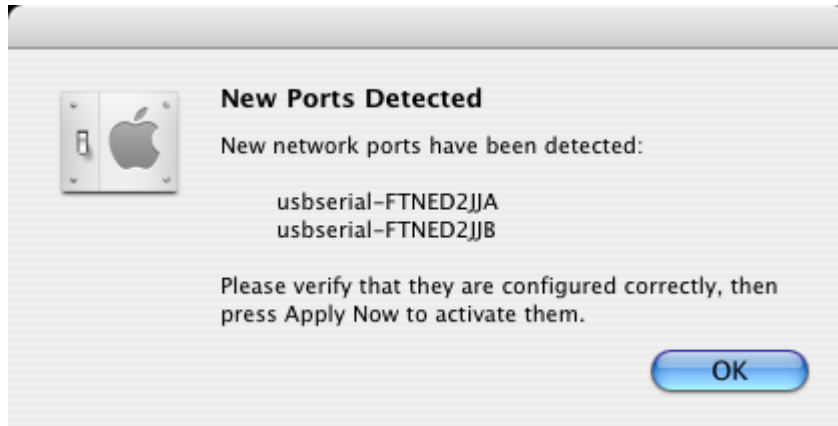 New Ports Detected
New network ports have been detected:
usbserial-FTNED2JJA
usbserial-FTNED2JJB
Please verify that they are configured correctly, then
press Apply Now to activate them.
OK